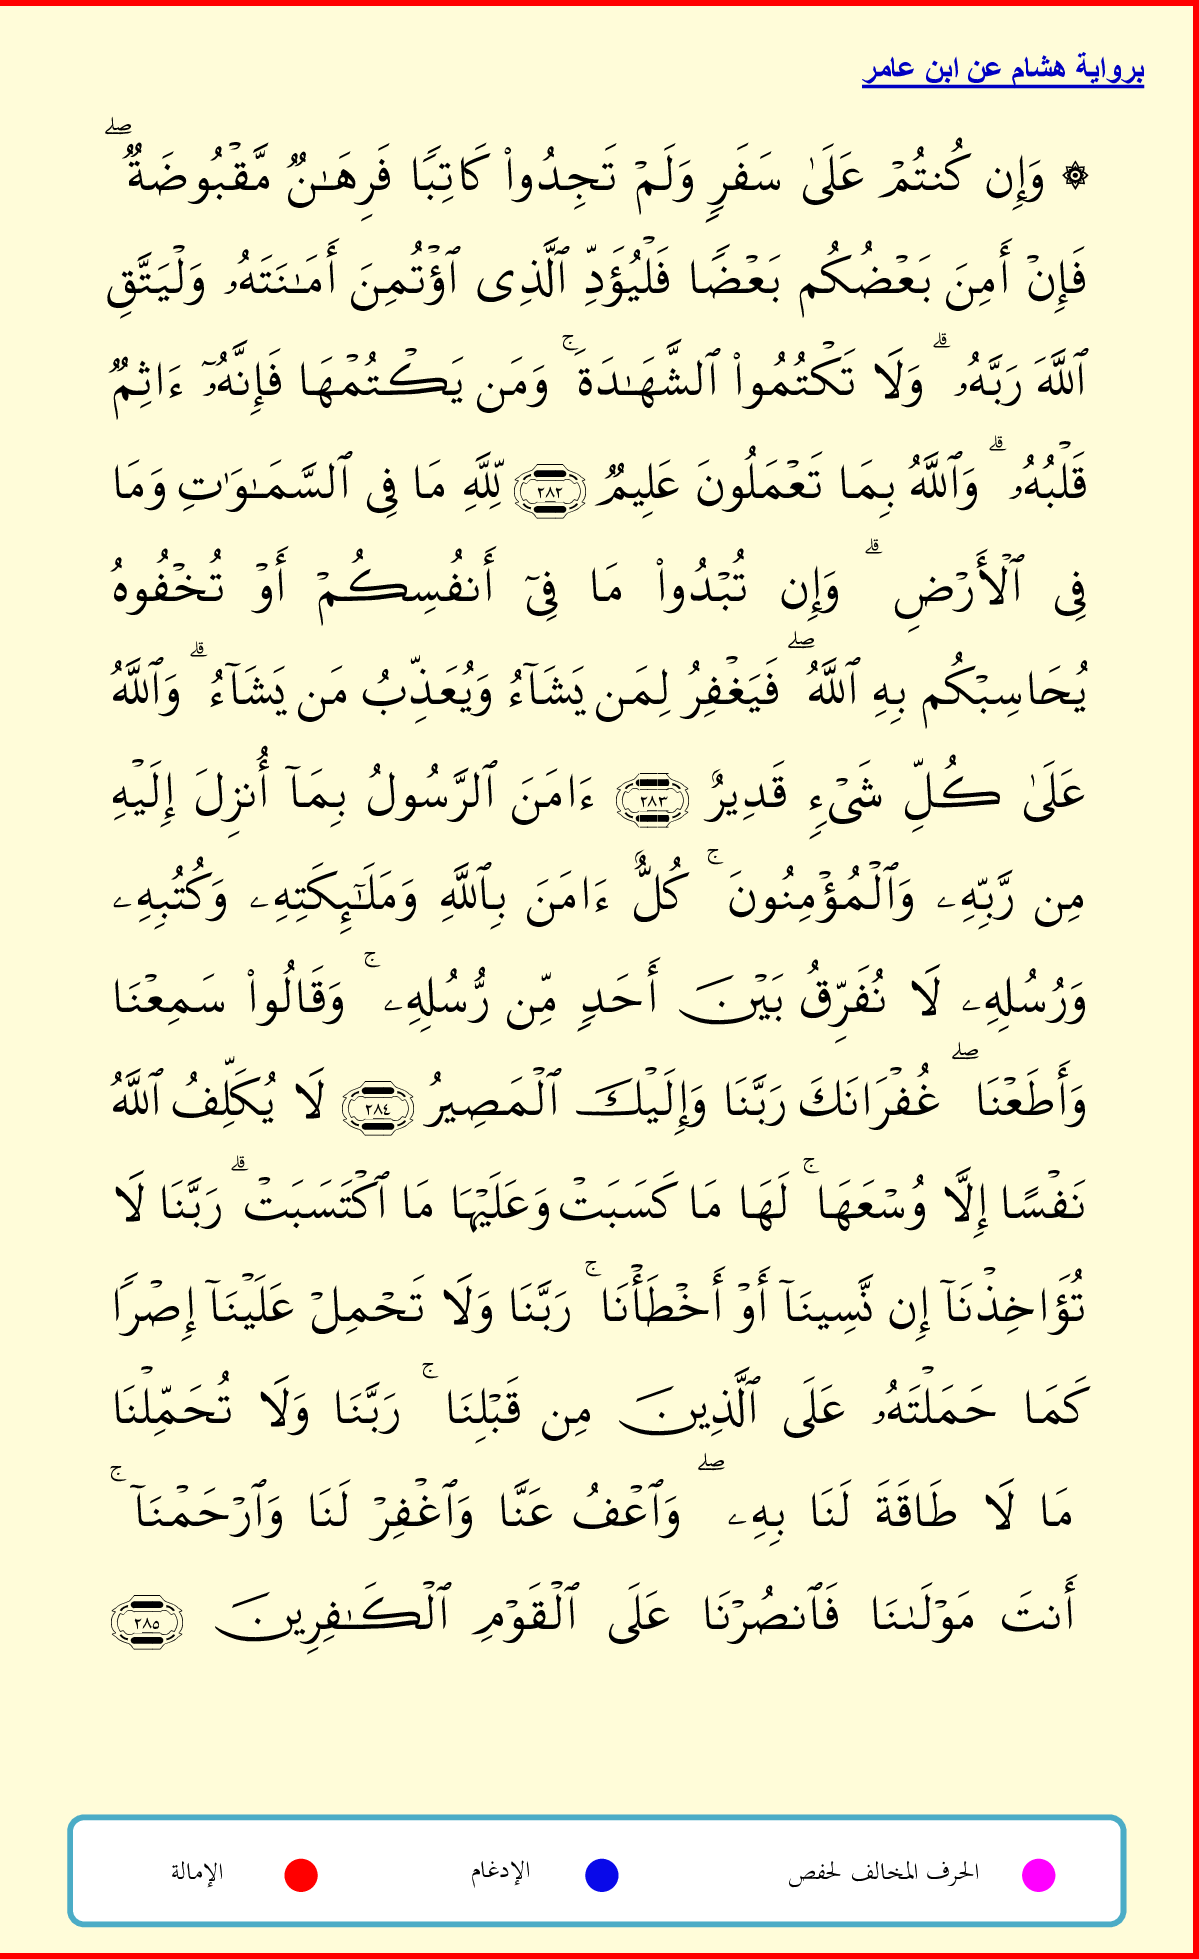 برواية هشام عن ابن عامر
۞ وَإِن كُنتُمۡ عَلَىٰ سَفَرٖ وَلَمۡ تَجِدُواْ كَاتِبٗا فَرِهَٰنٞ مَّقۡبُوضَةٞۖ
فَإِنۡ أَمِنَ بَعۡضُكُم بَعۡضٗا فَلۡيُؤَدِّ ٱلَّذِي ٱؤۡتُمِنَ أَمَٰنَتَهُۥ وَلۡيَتَّقِ
ٱللَّهَ رَبَّهُۥۗ وَلَا تَكۡتُمُواْ ٱلشَّهَٰدَةَۚ وَمَن يَكۡتُمۡهَا فَإِنَّهُۥٓ ءَاثِمٞ
قَلۡبُهُۥۗ وَٱللَّهُ بِمَا تَعۡمَلُونَ عَلِيمٞ ٢٨٢ لِّلَّهِ مَا فِي ٱلسَّمَٰوَٰتِ وَمَا
فِي ٱلۡأَرۡضِۗ وَإِن تُبۡدُواْ مَا فِيٓ أَنفُسِكُمۡ أَوۡ تُخۡفُوهُ
يُحَاسِبۡكُم بِهِ ٱللَّهُۖ فَيَغۡفِرُ لِمَن يَشَآءُ وَيُعَذِّبُ مَن يَشَآءُۗ وَٱللَّهُ
عَلَىٰ كُلِّ شَيۡءٖ قَدِيرٌ ٢٨٣ ءَامَنَ ٱلرَّسُولُ بِمَآ أُنزِلَ إِلَيۡهِ
مِن رَّبِّهِۦ وَٱلۡمُؤۡمِنُونَۚ كُلٌّ ءَامَنَ بِٱللَّهِ وَمَلَٰٓئِكَتِهِۦ وَكُتُبِهِۦ
وَرُسُلِهِۦ لَا نُفَرِّقُ بَيۡنَ أَحَدٖ مِّن رُّسُلِهِۦۚ وَقَالُواْ سَمِعۡنَا
وَأَطَعۡنَاۖ غُفۡرَانَكَ رَبَّنَا وَإِلَيۡكَ ٱلۡمَصِيرُ ٢٨٤ لَا يُكَلِّفُ ٱللَّهُ
نَفۡسًا إِلَّا وُسۡعَهَاۚ لَهَا مَا كَسَبَتۡ وَعَلَيۡهَا مَا ٱكۡتَسَبَتۡۗ رَبَّنَا لَا
تُؤَاخِذۡنَآ إِن نَّسِينَآ أَوۡ أَخۡطَأۡنَاۚ رَبَّنَا وَلَا تَحۡمِلۡ عَلَيۡنَآ إِصۡرٗا
كَمَا حَمَلۡتَهُۥ عَلَى ٱلَّذِينَ مِن قَبۡلِنَاۚ رَبَّنَا وَلَا تُحَمِّلۡنَا
مَا لَا طَاقَةَ لَنَا بِهِۦۖ وَٱعۡفُ عَنَّا وَٱغۡفِرۡ لَنَا وَٱرۡحَمۡنَآۚ
أَنتَ مَوۡلَىٰنَا فَٱنصُرۡنَا عَلَى ٱلۡقَوۡمِ ٱلۡكَٰفِرِينَ ٢٨٥
الحرف المخالف لحفص الإدغام الإمالة